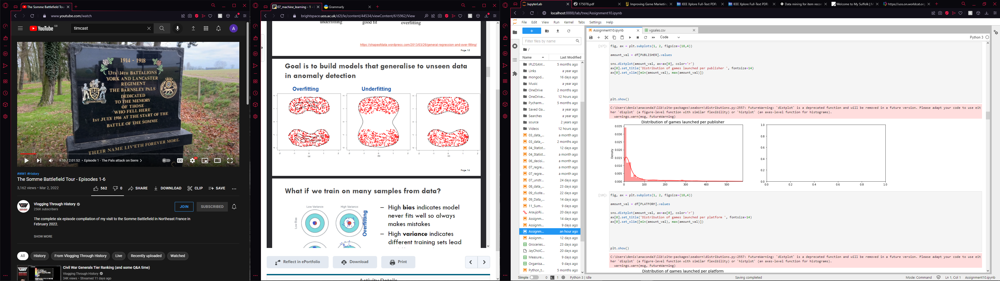 The Somme Battlefield Tour
www.youtube.com/watch
YouTube GB
timcast
A
1914 - 1918
13TH\14TH BATTALIONS
YORK AND LANCASTER
REGIMENT
THE BARNSLEY PALS
DEDICATED
TO THE MEMORY
OF THOSE
WHO FELL HERE
1ST JULY 1916 AT THE START OF THE
BATTLE OF THE SOMME
THEIR NAME LIV'ETH FOREVER MORE.
9:10 / 2:01:52 • Episode 1 - The Pals attack on Serre
#WW1 #History
The Somme Battlefield Tour - Episodes 1-6
3,162 views • Mar 2, 2022
562
0
SHARE
DOWNLOAD
CLIP
SAVE
Vlogging Through History
256K subscribers
JOIN
SUBSCRIBED
The complete six episode compliation of my visit to the Somme Battlefield in Northeast France in
February 2022.
SHOW MORE
All
History
From Vlogging Through History
Live
Recently uploaded
Watched
Civil War Generals Tier Ranking (and some Q&A time)
Vlogging Through History
34K views • Streamed 11 days ago
07_machine_learning - 1 -
Grammarly
brightspace.uos.ac.uk/d2l/le/content/44534/viewContent/615962/View
underfitting
good fit
overfitting
https://shapeofdata.wordpress.com/2013/03/26/general-regression-and-over-fitting/
Page 15
Goal is to build models that generalise to unseen data
in anomaly detection
Overfitting
Underfitting
(a)
(b)
(c)
Page 16
What if we train on many samples from data?
Low Variance
High Variance
Low Bias
Overfitting
– High bias indicates model
never fits well so always
makes mistakes
– High variance indicates
different training sets lead
Reflect in ePortfolio
Download
Print
Activity Details
JupyterLab
175078.pdf
Improving Game Marketing
IEEE Xplore Full-Text PDF:
IEEE Xplore Full-Text PDF:
Data mining for item recom
Welcome to My Suffolk | M
https://uos.on.worldcat.org
localhost:8888/lab/tree/Assignment10.ipynb
File Edit View Run Kernel Tabs Settings Help
Filter files by name
/
Name
Last Modified
IPLDSAM... 5 months ago
Links a year ago
mongod... 16 days ago
Music a year ago
OneDrive 2 months ago
OneDrive... 12 hours ago
Pycharm... 5 months ago
Saved Ga... a year ago
Searches a year ago
source 2 years ago
Videos 12 hours ago
03_data_... a month ago
03_data_... 2 months ago
04_Statist... 12 days ago
04_Statist... a month ago
06_decisi... a month ago
07_regre... a month ago
07_regre... a month ago
07_unstr... 24 days ago
08_data_... 23 days ago
09_cluste... 22 days ago
09_Data_... 14 days ago
11_Sum... 9 days ago
AraujoRi... 20 days ago
Assignm... 14 days ago
Assignm... 9 days ago
Assignm... an hour ago
Assignm... 12 days ago
Groceries... 23 days ago
JayChoiC... 20 days ago
Measure... 9 days ago
Organisa... 9 days ago
Python_t... 5 months ago
Assignment10.ipynb
vgsales.csv
Code
Python 3
[17]:
fig, ax = plt.subplots(1, 2, figsize=(18,4))
amount_val = df[PUBLISHER].values
sns.distplot(amount_val, ax=ax[0], color='r')
ax[0].set_title('Distribution of games launched per publisher ', fontsize=14)
ax[0].set_xlim([min(amount_val), max(amount_val)])
plt.show()
C:\Users\denis\anaconda3\lib\site-packages\seaborn\distributions.py:2557: FutureWarning: `distplot` is a deprecated function and will be removed in a future version. Please adapt your code to use eit
her `displot` (a figure-level function with similar flexibility) or `histplot` (an axes-level function for histograms).
warnings.warn(msg, FutureWarning)
Distribution of games launched per publisher
Density
0.035
0.030
0.025
0.020
0.015
0.010
0.005
0.000
0 100 200 300 400 500
1.0
0.8
0.6
0.4
0.2
0.0
0.0 0.2 0.4 0.6 0.8 1.0
[18]:
fig, ax = plt.subplots(1, 2, figsize=(18,4))
amount_val = df[PLATFORM].values
sns.distplot(amount_val, ax=ax[0], color='r')
ax[0].set_title('Distribution of games launched per platform ', fontsize=14)
ax[0].set_xlim([min(amount_val), max(amount_val)])
plt.show()
C:\Users\denis\anaconda3\lib\site-packages\seaborn\distributions.py:2557: FutureWarning: `distplot` is a deprecated function and will be removed in a future version. Please adapt your code to use eit
her `displot` (a figure-level function with similar flexibility) or `histplot` (an axes-level function for histograms).
warnings.warn(msg, FutureWarning)
Distribution of games launched per platform
Simple
0
1
Python 3 | Idle
Saving completed
Mode: Command
Ln 1, Col 1
Assignment10.ipynb